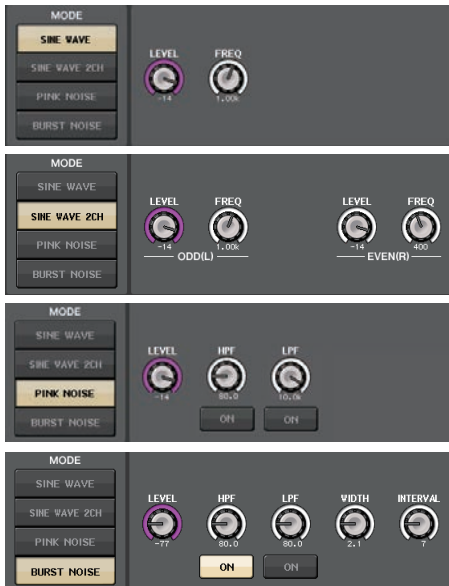 MODE
SINE WAVE
SINE WAVE 2CH
PINK NOISE
BURST NOISE
LEVEL FREQ
-14 1.00k
MODE
SINE WAVE
SINE WAVE 2CH
PINK NOISE
BURST NOISE
LEVEL FREQ LEVEL FREQ
-14 1.00k -14 400
ODD(L) EVEN(R)
MODE
SINE WAVE
SINE WAVE 2CH
PINK NOISE
BURST NOISE
LEVEL HPF LPF
-14 80.0 10.0k
ON ON
MODE
SINE WAVE
SINE WAVE 2CH
PINK NOISE
BURST NOISE
LEVEL HPF LPF WIDTH INTERVAL
-77 80.0 80.0 2.1 7
ON ON